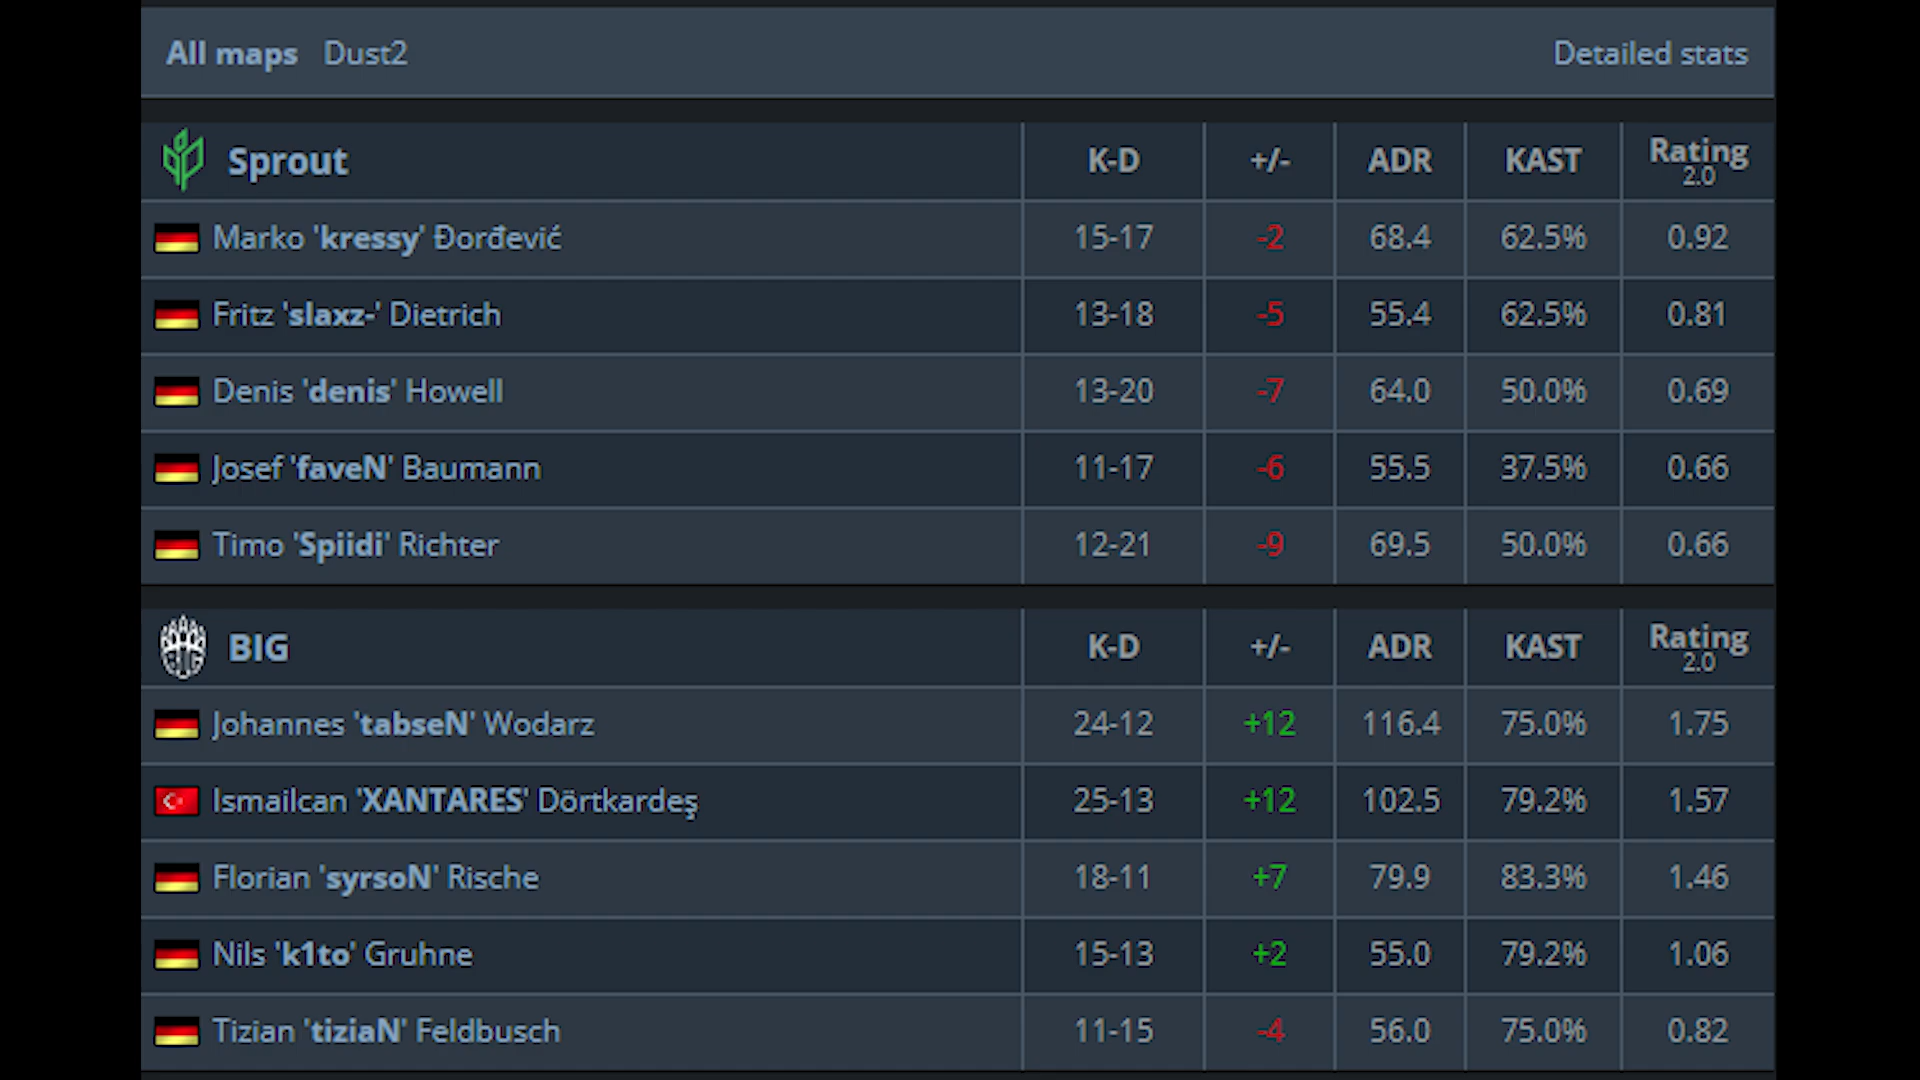 All maps Dust2 Detailed stats
Sprout K-D +/- ADR KAST Rating 2.0
Marko 'kressy' Đorđević 15-17 -2 68.4 62.5% 0.92
Fritz 'slaxz-' Dietrich 13-18 -5 55.4 62.5% 0.81
Denis 'denis' Howell 13-20 -7 64.0 50.0% 0.69
Josef 'faveN' Baumann 11-17 -6 55.5 37.5% 0.66
Timo 'Spiidi' Richter 12-21 -9 69.5 50.0% 0.66
BIG K-D +/- ADR KAST Rating 2.0
Johannes 'tabseN' Wodarz 24-12 +12 116.4 75.0% 1.75
Ismailcan 'XANTARES' Dörtkardeş 25-13 +12 102.5 79.2% 1.57
Florian 'syrsoN' Rische 18-11 +7 79.9 83.3% 1.46
Nils 'k1to' Gruhne 15-13 +2 55.0 79.2% 1.06
Tizian 'tiziaN' Feldbusch 11-15 -4 56.0 75.0% 0.82